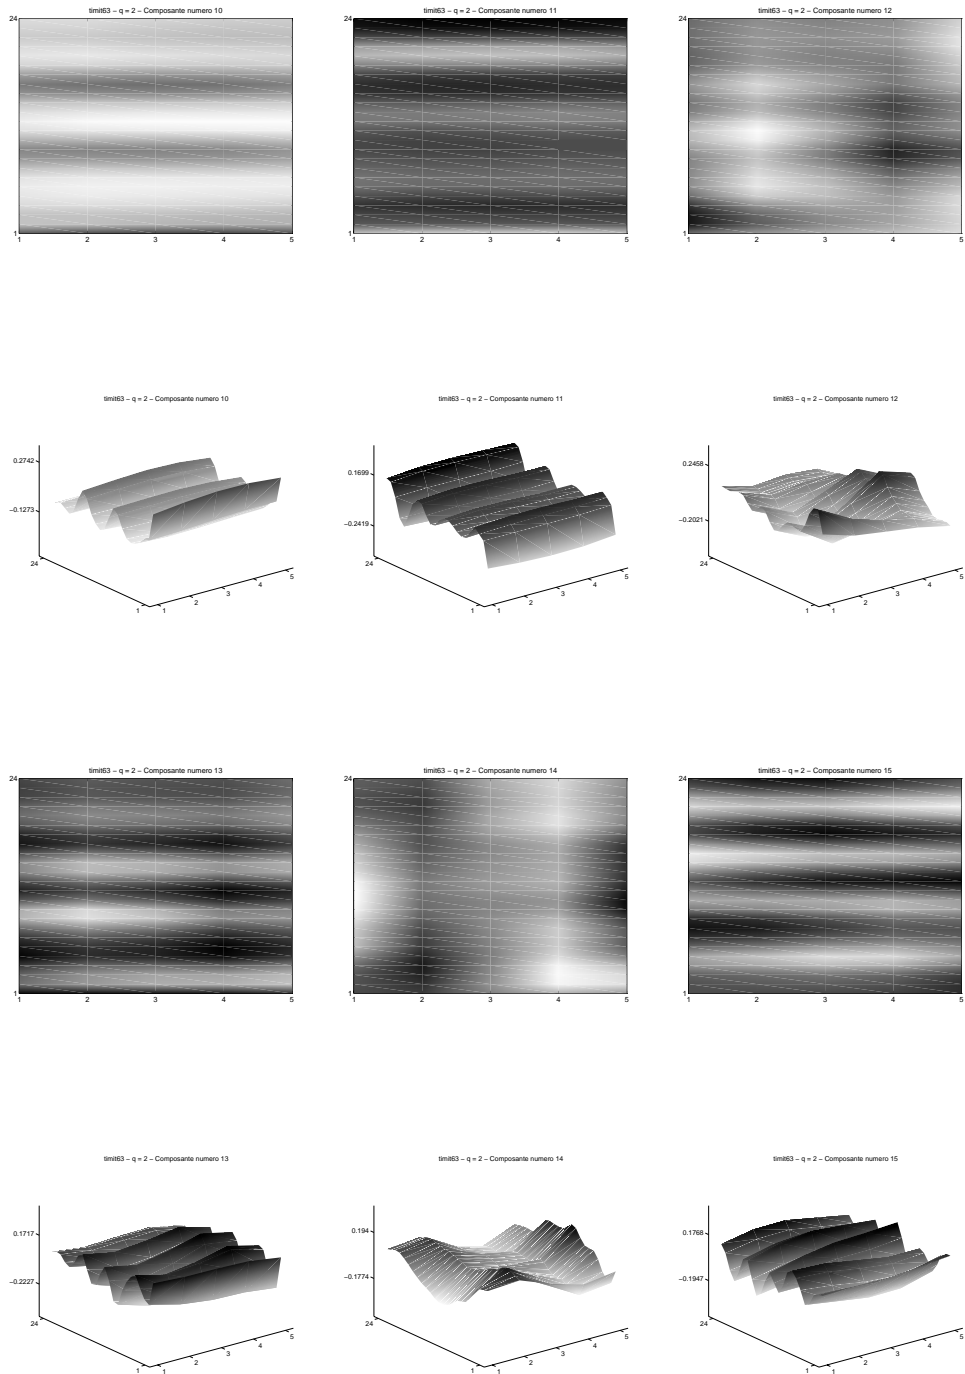 timit63 − q = 2 − Composante numero 10
24
1
1 2 3 4 5
timit63 − q = 2 − Composante numero 11
24
1
1 2 3 4 5
timit63 − q = 2 − Composante numero 12
24
1
1 2 3 4 5
timit63 − q = 2 − Composante numero 10
0.2742
−0.1273
24
1
1 2 3 4 5
timit63 − q = 2 − Composante numero 11
0.1699
−0.2419
24
1
1 2 3 4 5
timit63 − q = 2 − Composante numero 12
0.2458
−0.2021
24
1
1 2 3 4 5
timit63 − q = 2 − Composante numero 13
24
1
1 2 3 4 5
timit63 − q = 2 − Composante numero 14
24
1
1 2 3 4 5
timit63 − q = 2 − Composante numero 15
24
1
1 2 3 4 5
timit63 − q = 2 − Composante numero 13
0.1717
−0.2227
24
1
1 2 3 4 5
timit63 − q = 2 − Composante numero 14
0.194
−0.1774
24
1
1 2 3 4 5
timit63 − q = 2 − Composante numero 15
0.1768
−0.1947
24
1
1 2 3 4 5